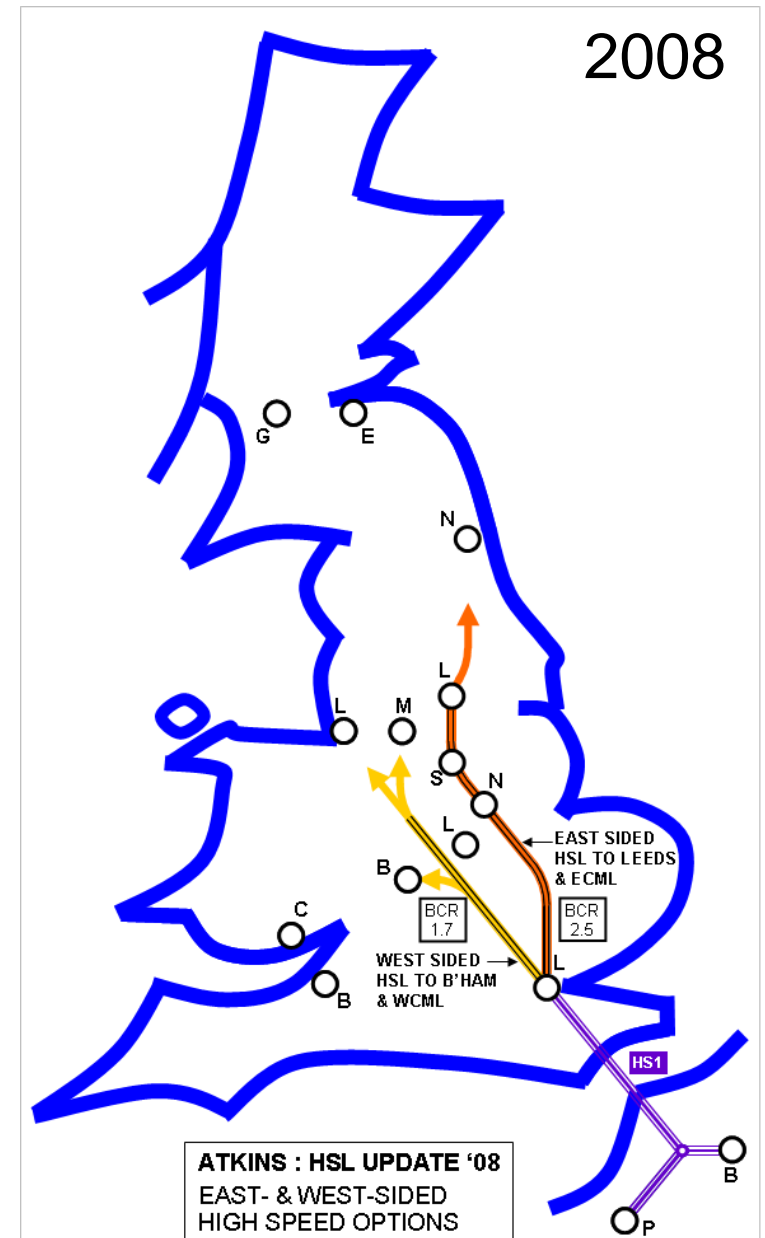 2008
G
E
N
L
L
M
S
N
L
EAST SIDED
HSL TO LEEDS
& ECML
B
BCR
1.7
BCR
2.5
C
WEST SIDED
HSL TO B'HAM
& WCML
L
B
HS1
B
P
ATKINS : HSL UPDATE ‘08
EAST- & WEST-SIDED
HIGH SPEED OPTIONS